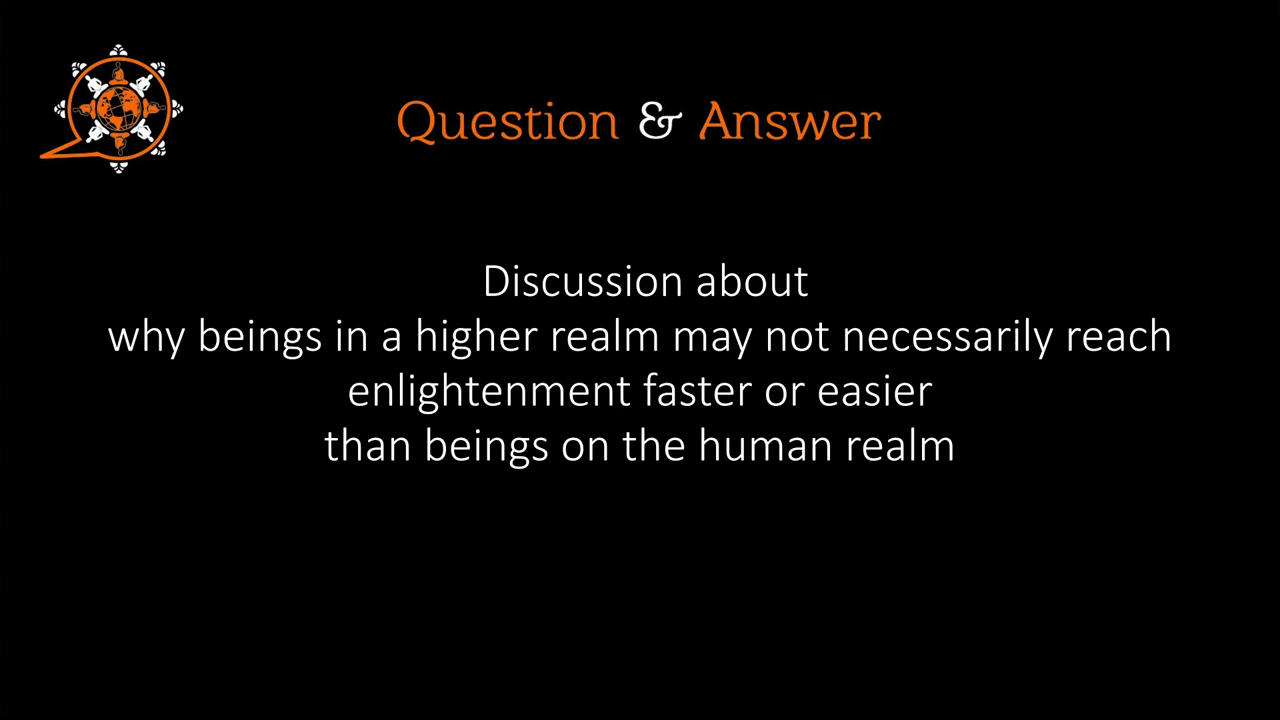 Question & Answer
Discussion about
why beings in a higher realm may not necessarily reach
enlightenment faster or easier
than beings on the human realm